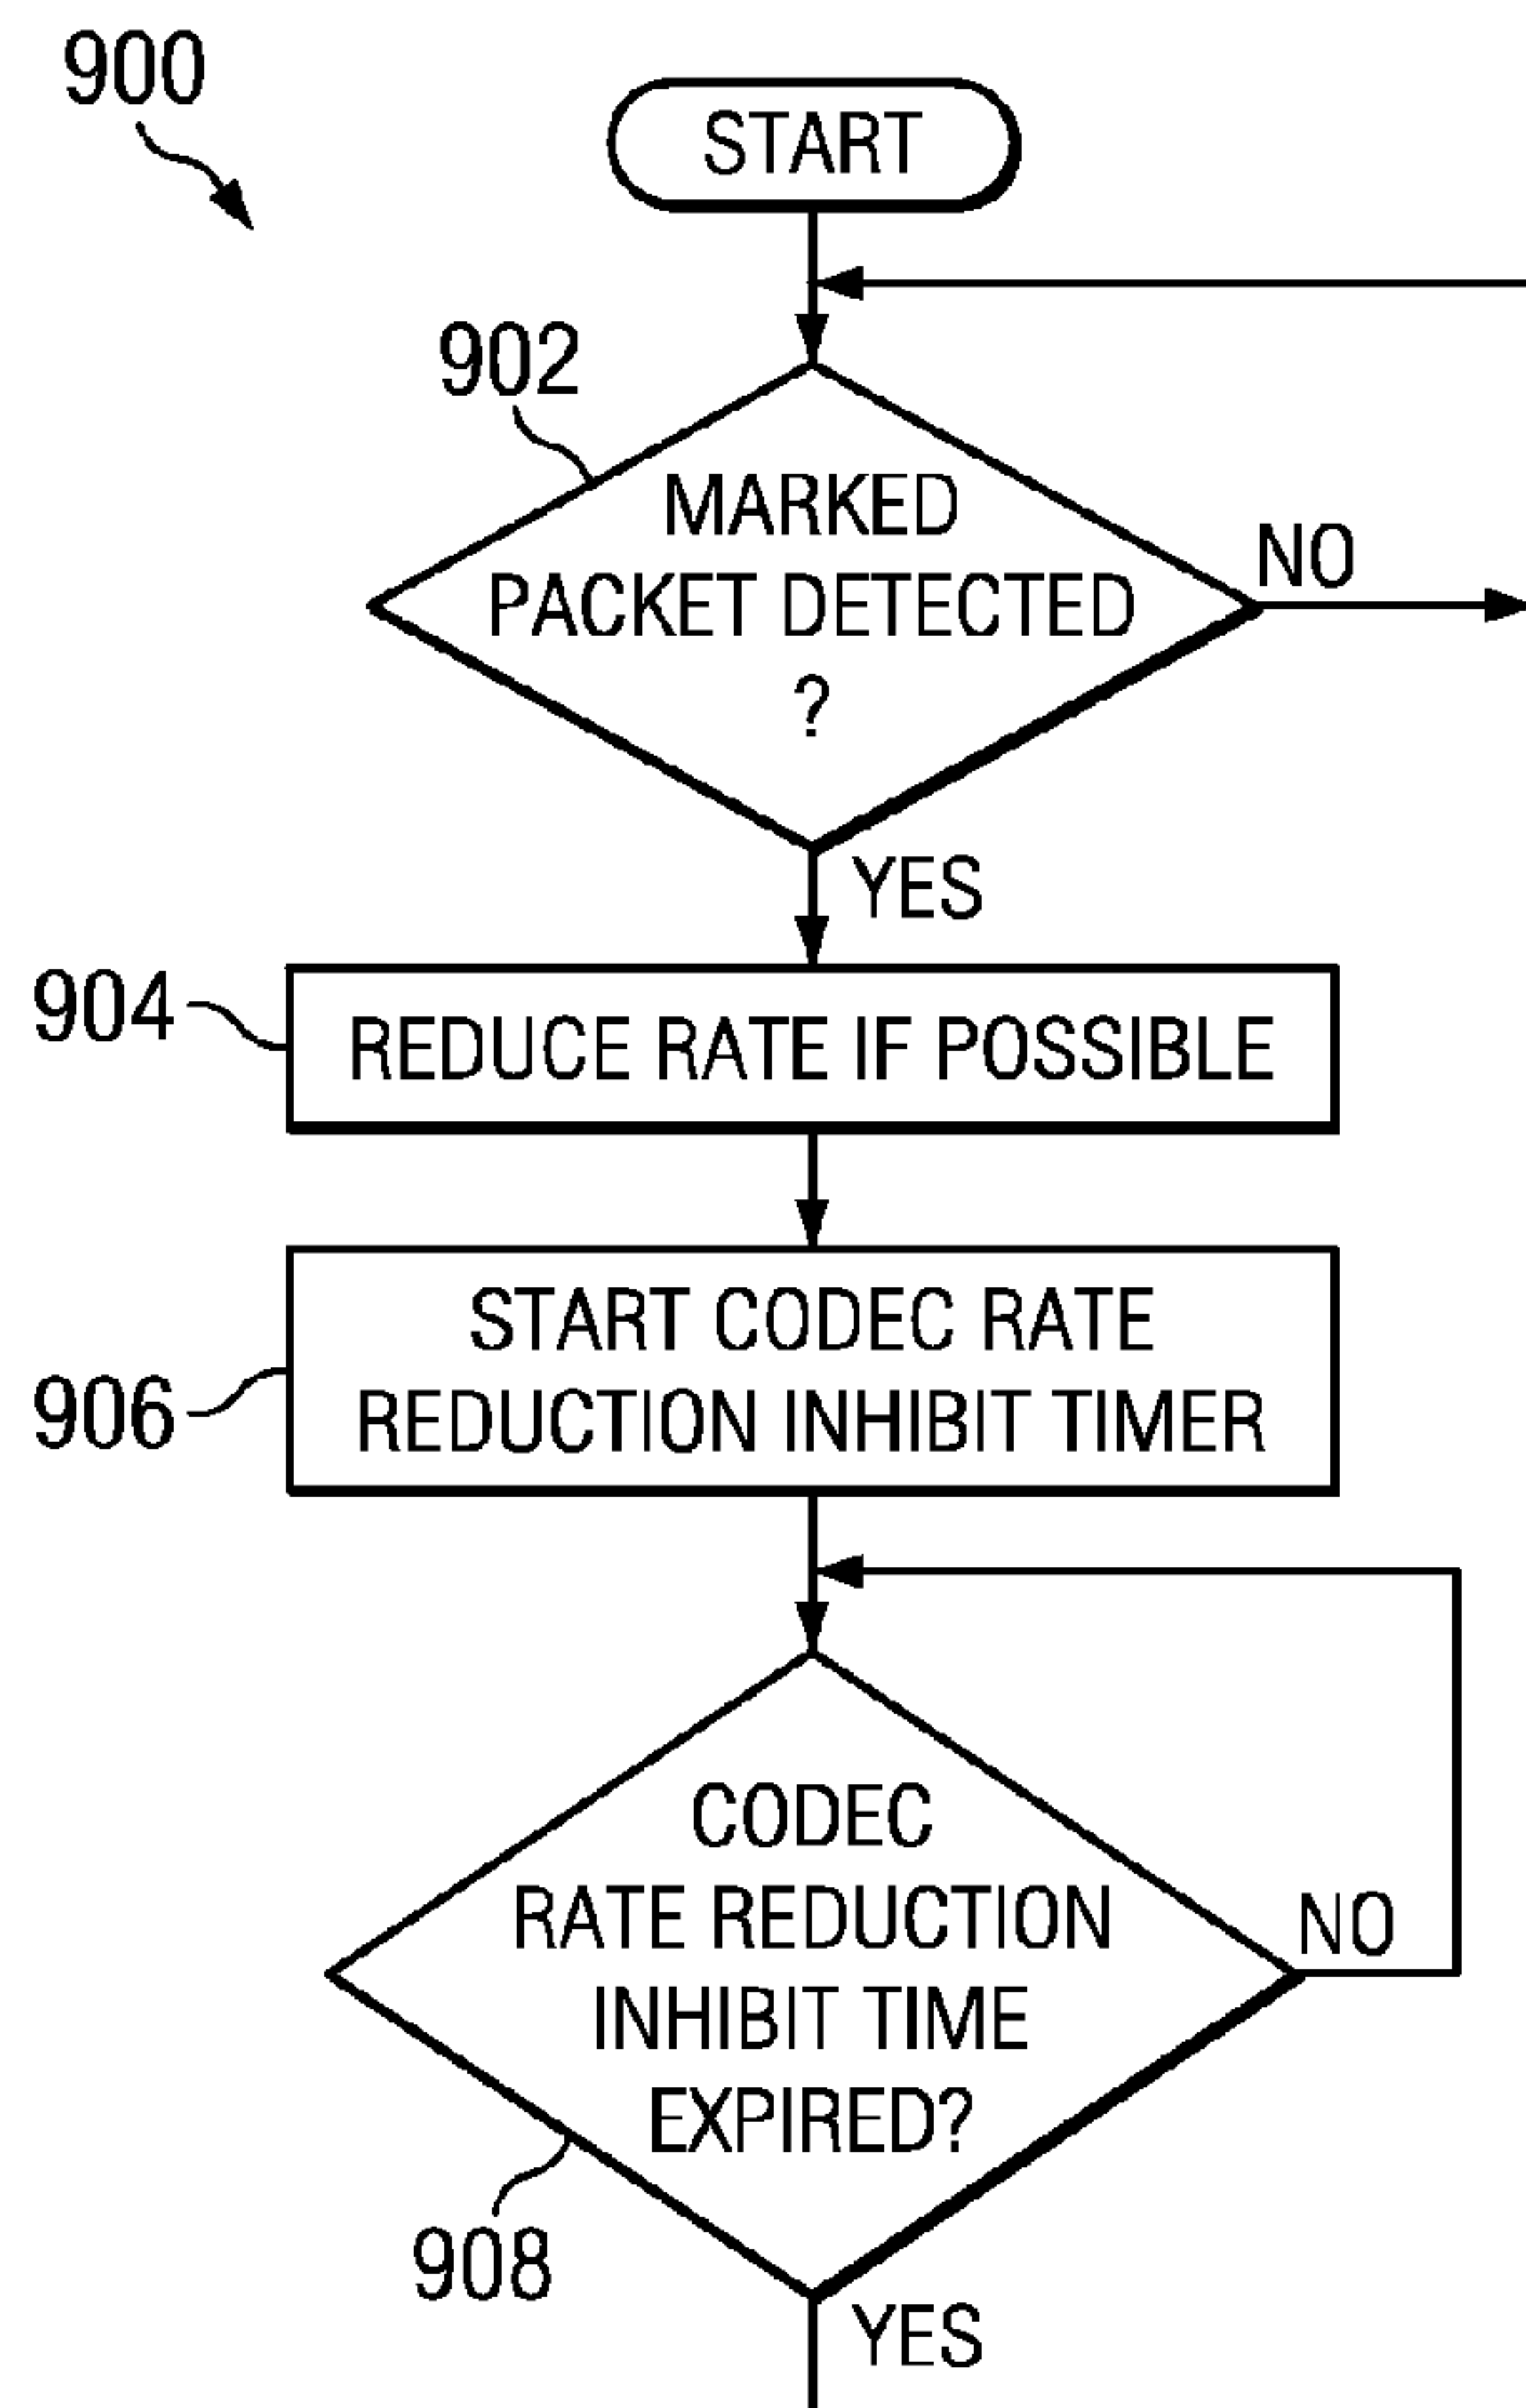 900
START
902
MARKED
PACKET DETECTED
?
NO
YES
904
REDUCE RATE IF POSSIBLE
906
START CODEC RATE
REDUCTION INHIBIT TIMER
CODEC
RATE REDUCTION
INHIBIT TIME
EXPIRED?
NO
908
YES